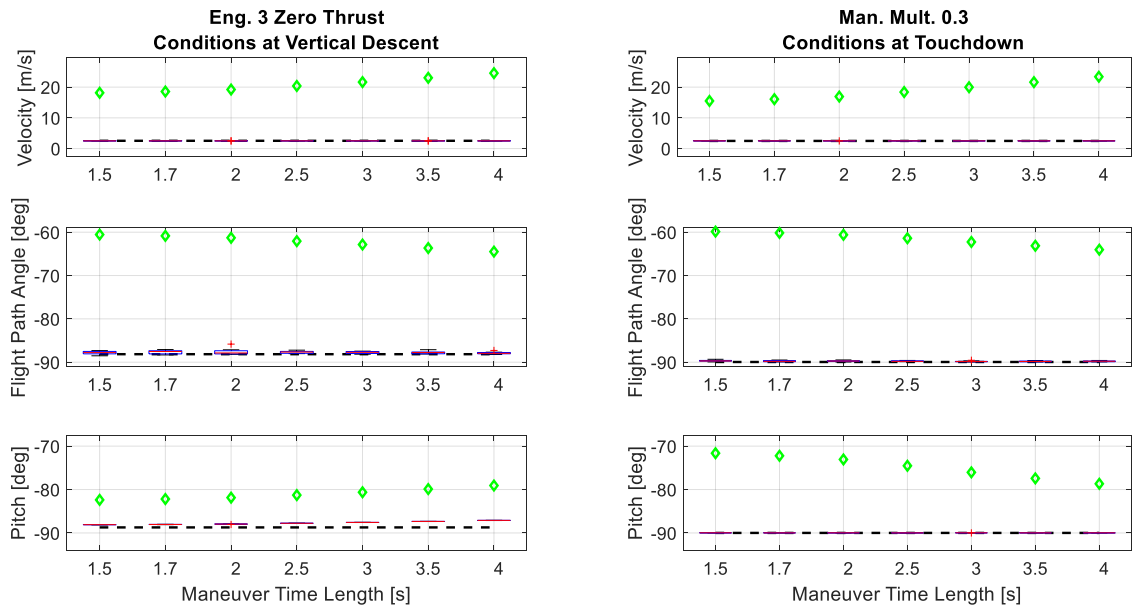 Eng. 3 Zero Thrust
Conditions at Vertical Descent
Velocity [m/s]
20
10
0
1.5 1.7 2 2.5 3 3.5 4
Flight Path Angle [deg]
-60
-70
-80
-90
1.5 1.7 2 2.5 3 3.5 4
Pitch [deg]
-70
-80
-90
1.5 1.7 2 2.5 3 3.5 4
Maneuver Time Length [s]
Man. Mult. 0.3
Conditions at Touchdown
Velocity [m/s]
20
10
0
1.5 1.7 2 2.5 3 3.5 4
Flight Path Angle [deg]
-60
-70
-80
-90
1.5 1.7 2 2.5 3 3.5 4
Pitch [deg]
-70
-80
-90
1.5 1.7 2 2.5 3 3.5 4
Maneuver Time Length [s]